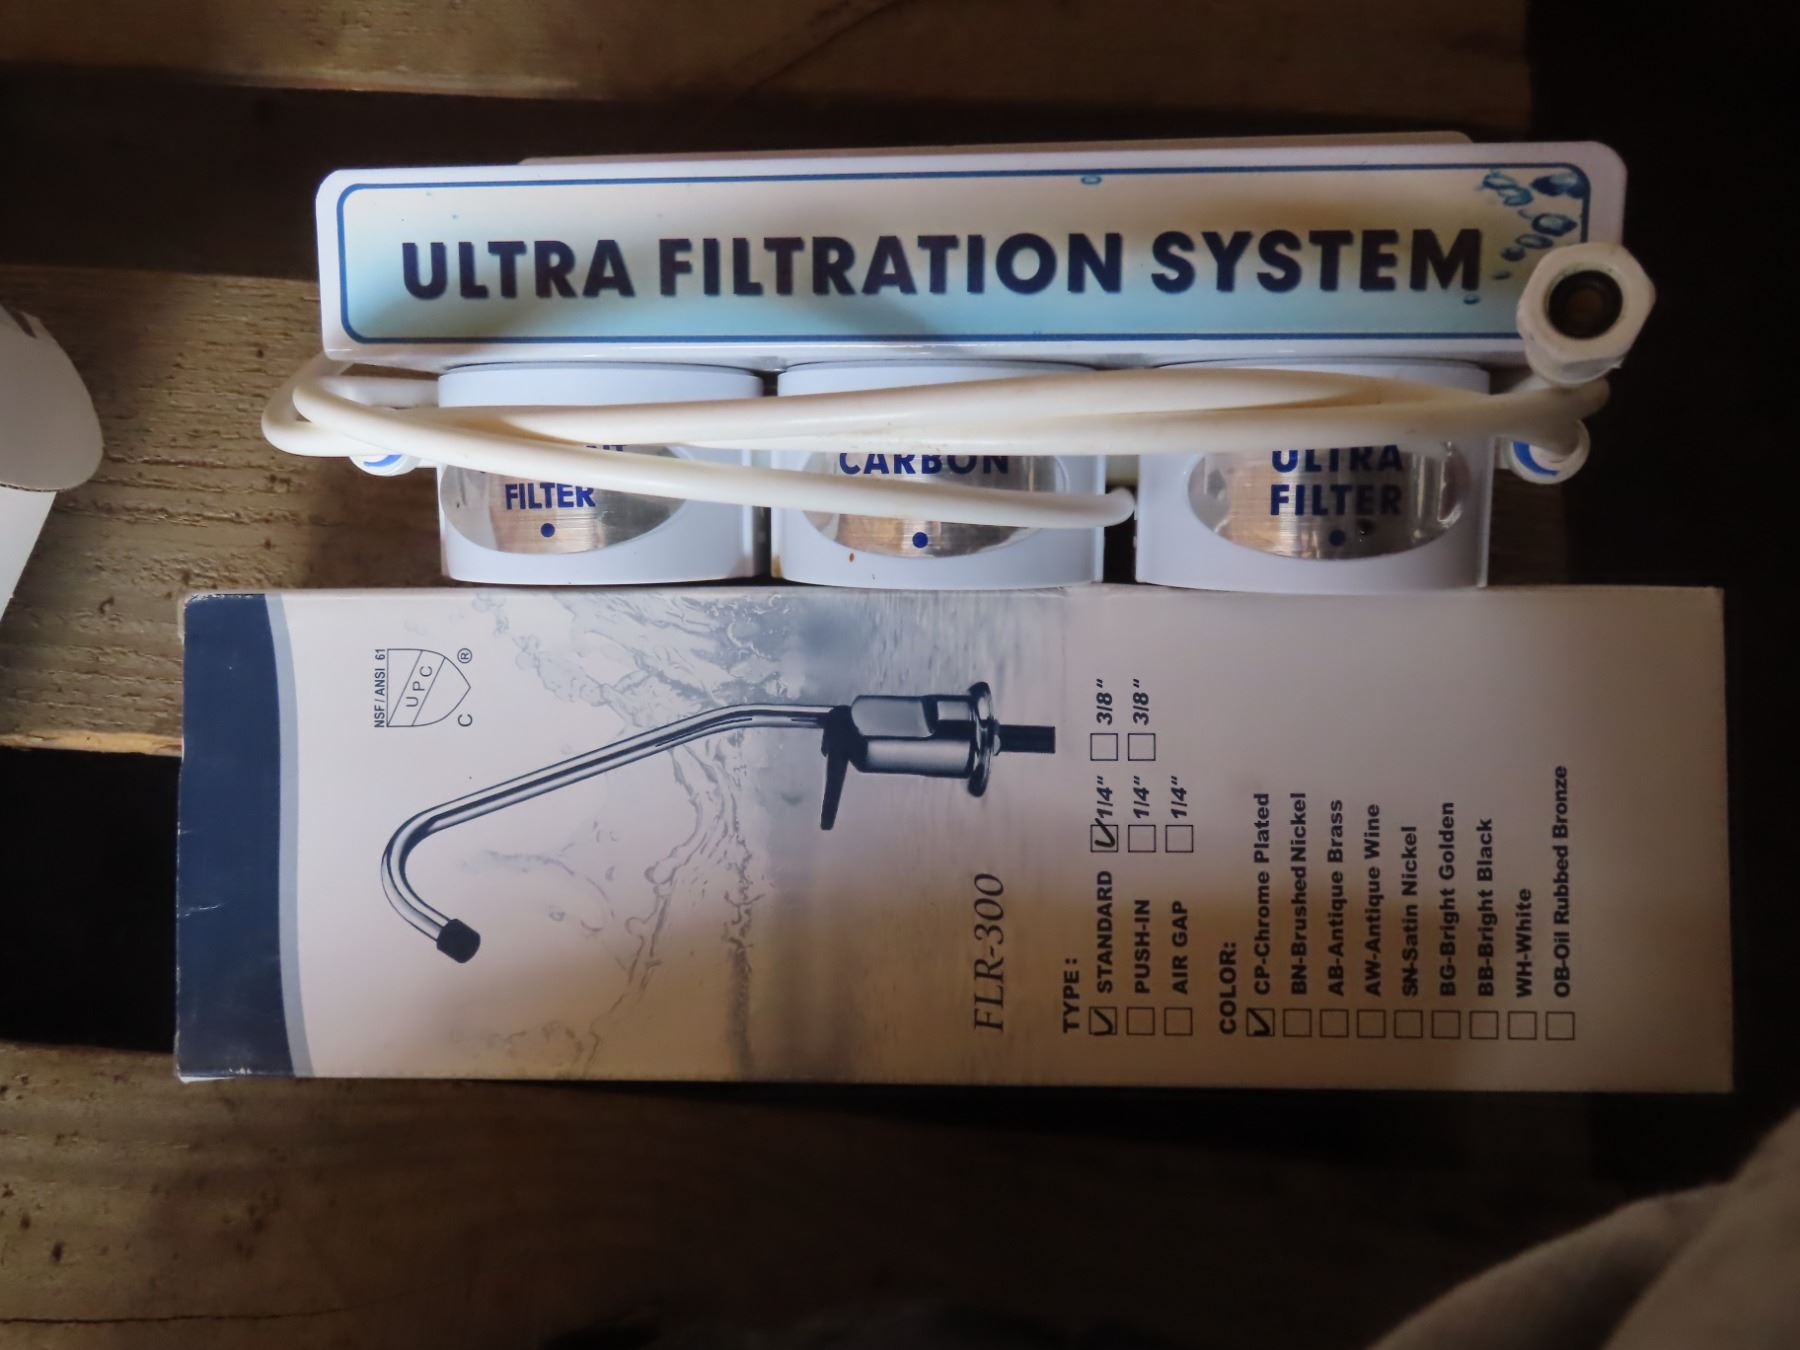 ULTRA FILTRATION SYSTEM
FILTER
CARBON
ULTRA
FILTER
NSF/ANSI 61
UPC
®
C
FLR-300
TYPE:
STANDARD 1/4" 3/8"
PUSH-IN 1/4" 3/8"
AIR GAP 1/4"
COLOR:
CP-Chrome Plated
BN-Brushed Nickel
AB-Antique Brass
AW-Antique Wine
SN-Satin Nickel
BG-Bright Golden
BB-Bright Black
WH-White
OB-Oil Rubbed Bronze